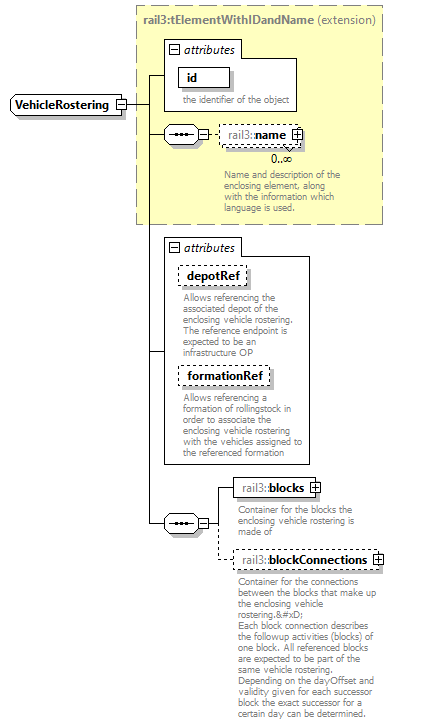 rail3:tElementWithIDandName (extension)
attributes
id
the identifier of the object
VehicleRostering
rail3::name
0..∞
Name and description of the
enclosing element, along
with the information which
language is used.
attributes
depotRef
Allows referencing the
associated depot of the
enclosing vehicle rostering.
The reference endpoint is
expected to be an
infrastructure OP
formationRef
Allows referencing a
formation of rollingstock in
order to associate the
enclosing vehicle rostering
with the vehicles assigned to
the referenced formation
rail3::blocks
Container for the blocks the
enclosing vehicle rostering is
made of
rail3::blockConnections
Container for the connections
between the blocks that make up
the enclosing vehicle
rostering.&#xD;
Each block connection describes
the followup activities (blocks) of
one block. All referenced blocks
are expected to be part of the
same vehicle rostering.
Depending on the dayOffset and
validity given for each successor
block the exact successor for a
certain day can be determined.